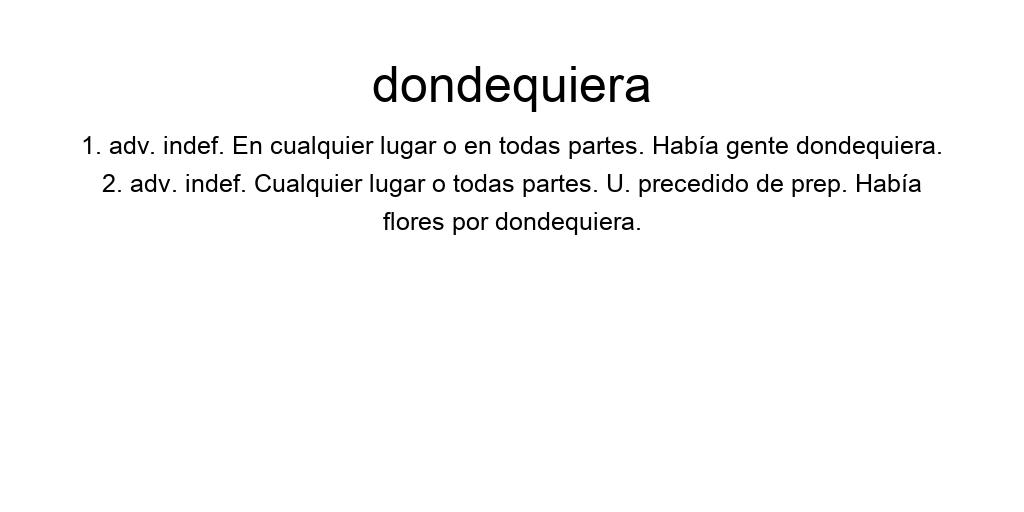 dondequiera
1. adv. indef. En cualquier lugar o en todas partes. Había gente dondequiera.
2. adv. indef. Cualquier lugar o todas partes. U. precedido de prep. Había
flores por dondequiera.